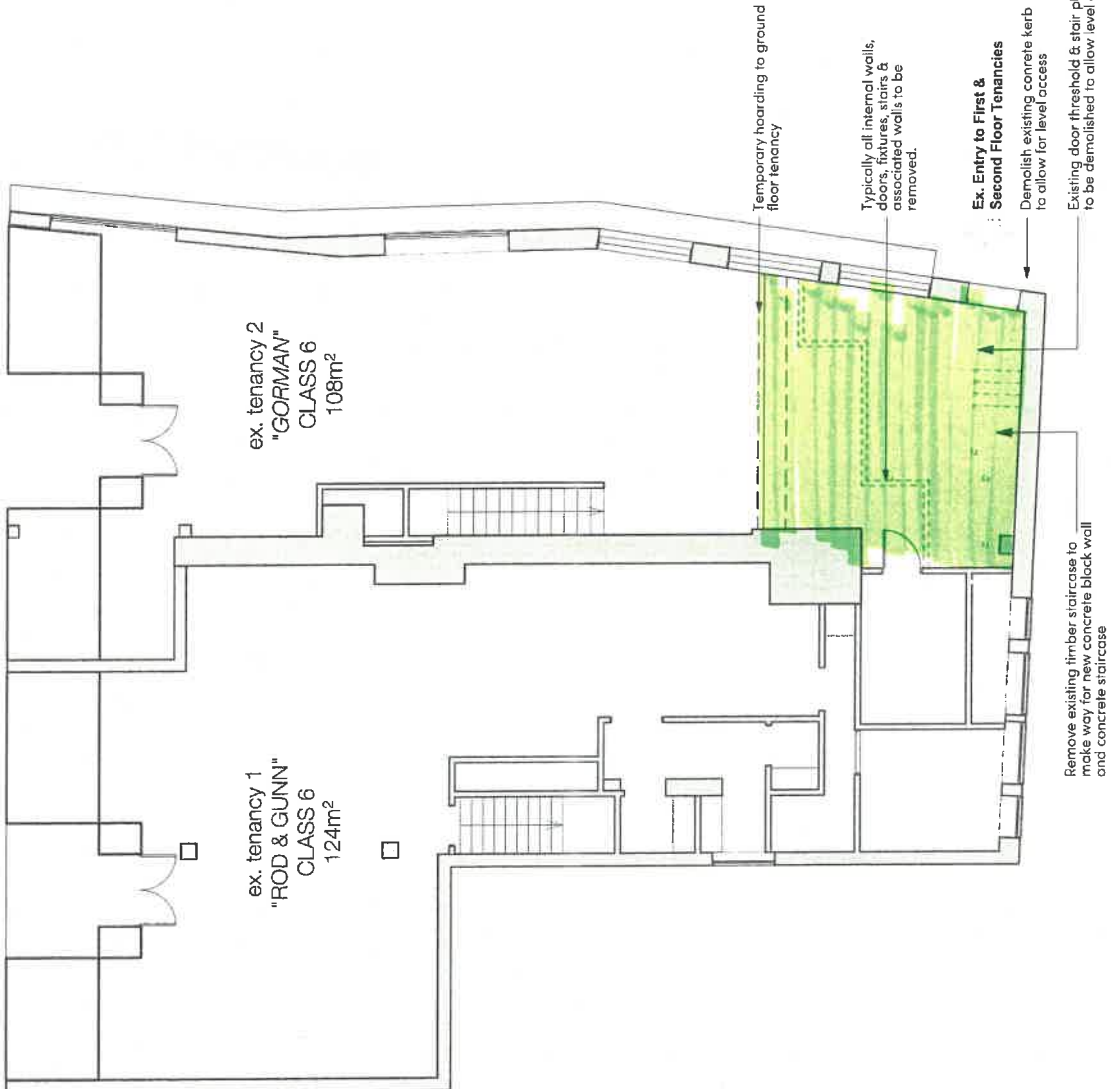 ex. tenancy 1
"ROD & GUNN"
CLASS 6
124m²
ex. tenancy 2
"GORMAN"
CLASS 6
108m²
Temporary hoarding to ground
floor tenancy
Typically all internal walls,
doors, fixtures, stairs &
associated walls to be
removed.
Ex. Entry to First &
Second Floor Tenancies
Demolish existing conrete kerb
to allow for level access
Existing door threshold & stair
to be demolished to allow level
Remove existing timber staircase to
make way for new concrete block wall
and concrete staircase